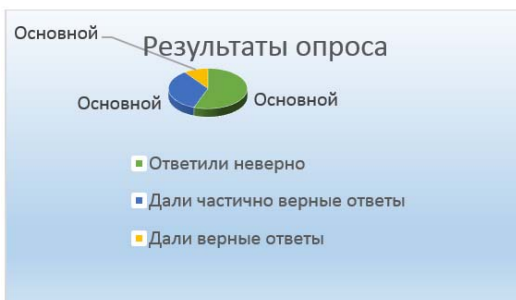 Основной
Результаты опроса
Основной
Основной
Ответили неверно
Дали частично верные ответы
Дали верные ответы